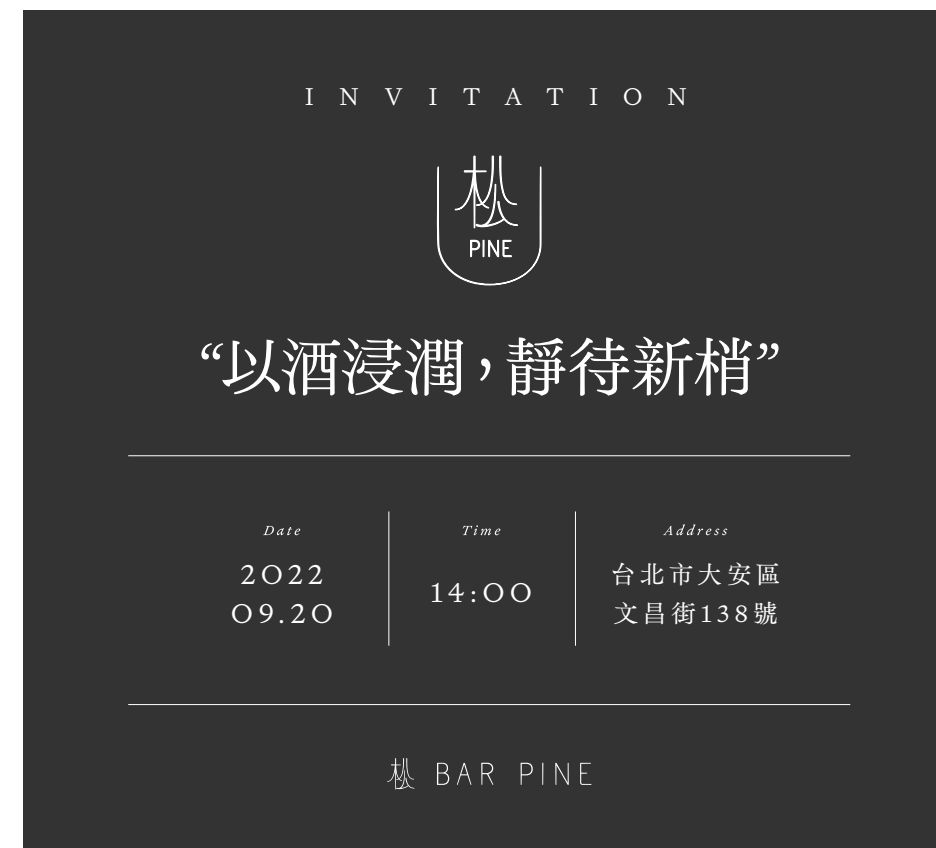 INVITATION
松
PINE
“以酒浸潤，靜待新梢”
Date
2022
09.20
Time
14:00
Address
台北市大安區
文昌街138號
松 BAR PINE